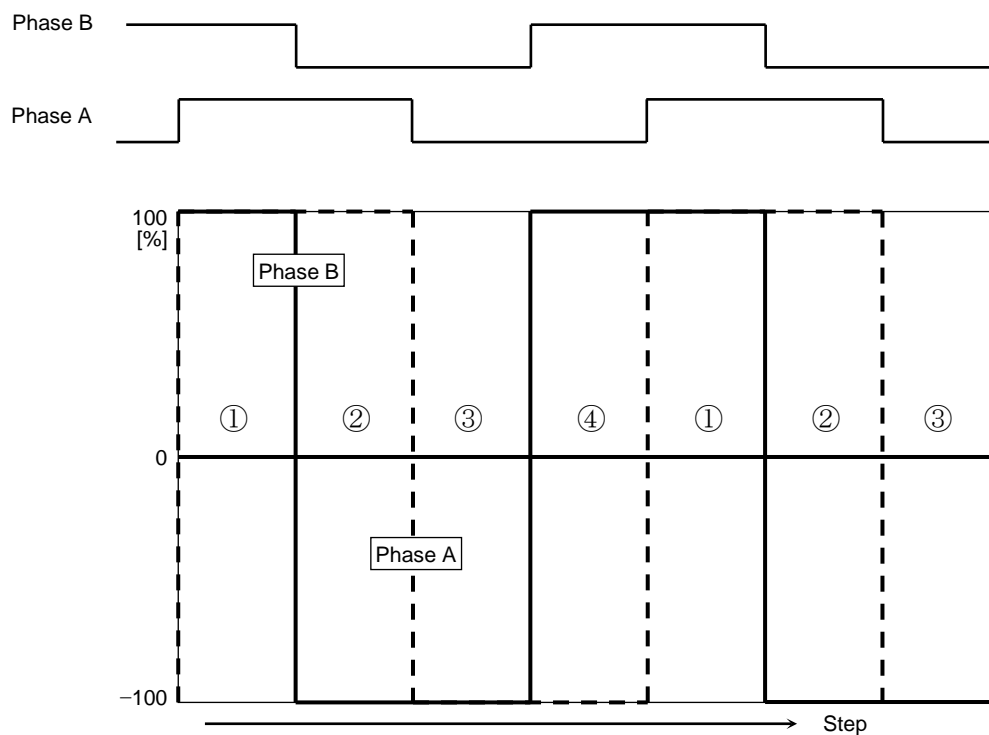 Phase B
Phase A
100
[%]
Phase B
① ② ③ ④ ① ② ③
0
Phase A
−100
Step